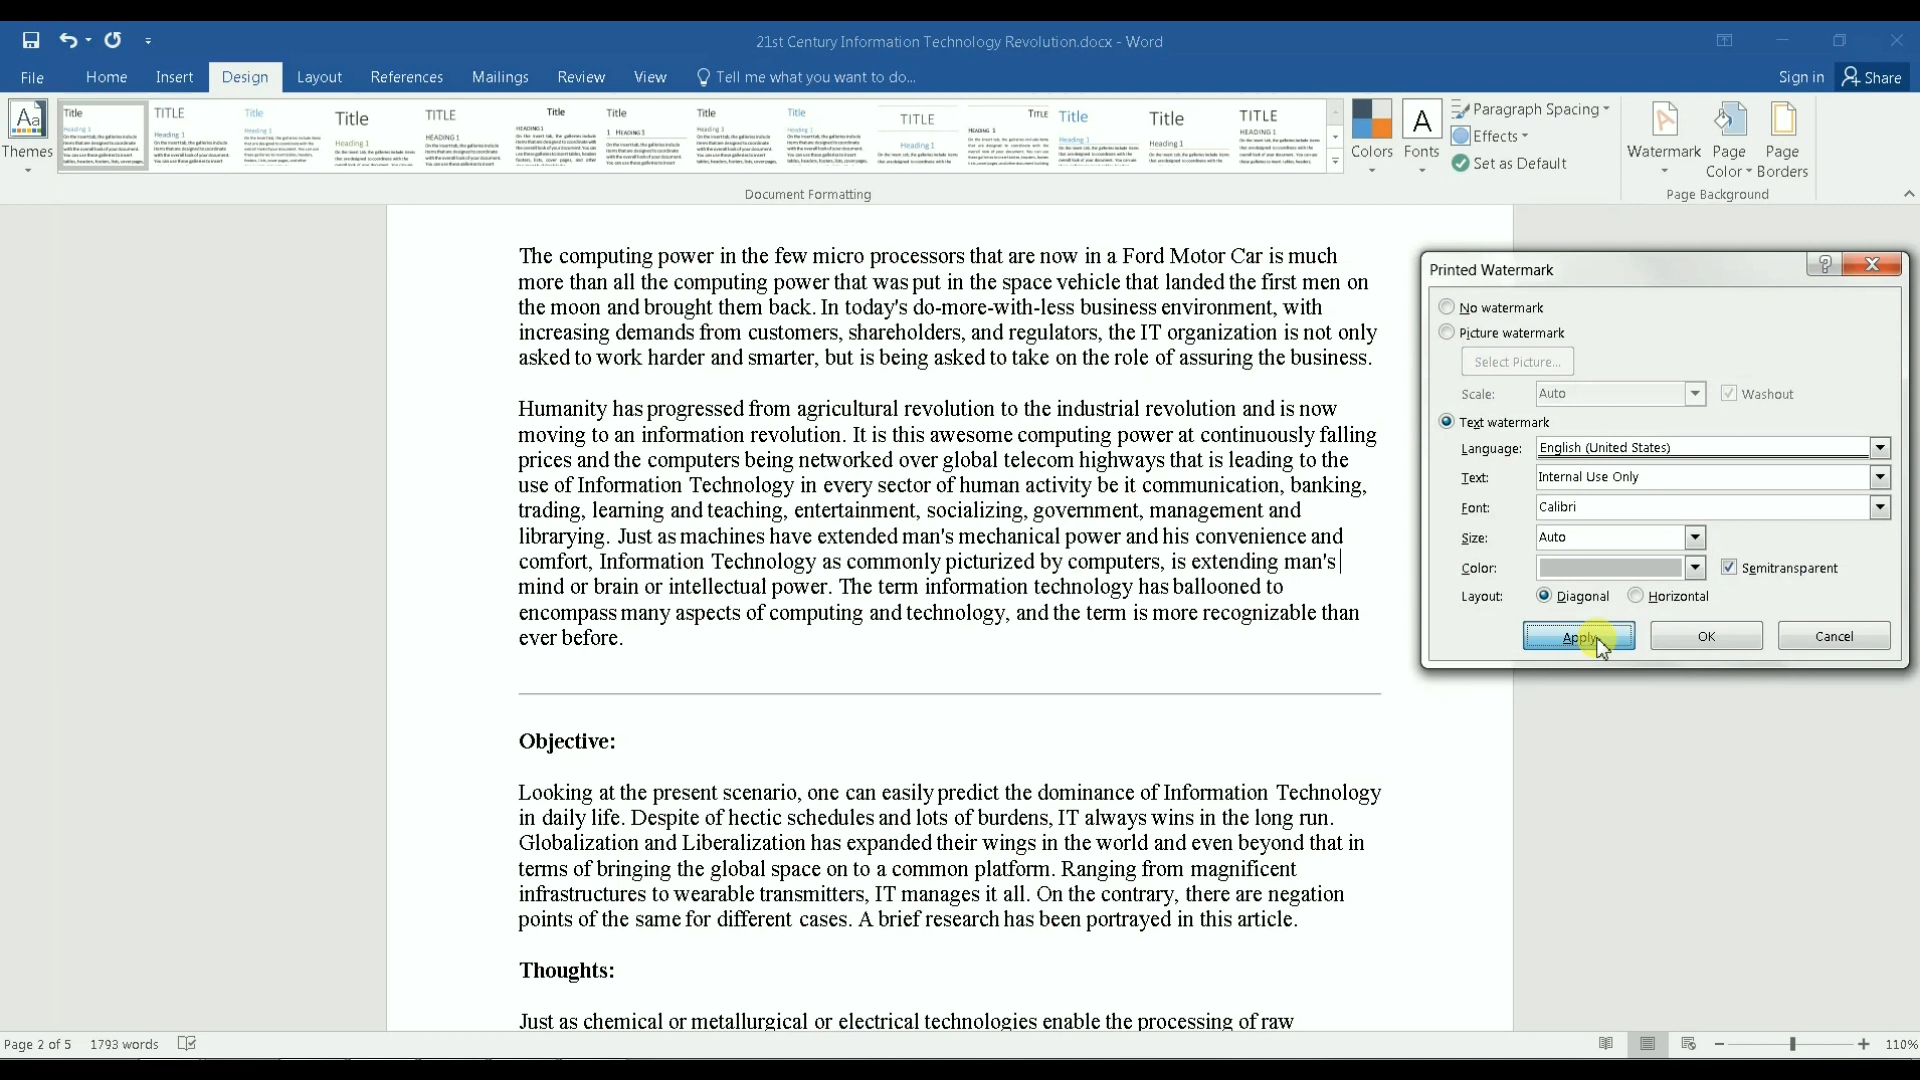 21st Century Information Technology Revolution.docx - Word
File Home Insert Design Layout References Mailings Review View Tell me what you want to do... Sign in Share
Themes
Colors
Fonts
Paragraph Spacing
Effects
Set as Default
Watermark
Page Color
Page Borders
Document Formatting
Page Background
The computing power in the few micro processors that are now in a Ford Motor Car is much
more than all the computing power that was put in the space vehicle that landed the first men on
the moon and brought them back. In today's do-more-with-less business environment, with
increasing demands from customers, shareholders, and regulators, the IT organization is not only
asked to work harder and smarter, but is being asked to take on the role of assuring the business.
Humanity has progressed from agricultural revolution to the industrial revolution and is now
moving to an information revolution. It is this awesome computing power at continuously falling
prices and the computers being networked over global telecom highways that is leading to the
use of Information Technology in every sector of human activity be it communication, banking,
trading, learning and teaching, entertainment, socializing, government, management and
librarying. Just as machines have extended man's mechanical power and his convenience and
comfort, Information Technology as commonly picturized by computers, is extending man's
mind or brain or intellectual power. The term information technology has ballooned to
encompass many aspects of computing and technology, and the term is more recognizable than
ever before.
Objective:
Looking at the present scenario, one can easily predict the dominance of Information Technology
in daily life. Despite of hectic schedules and lots of burdens, IT always wins in the long run.
Globalization and Liberalization has expanded their wings in the world and even beyond that in
terms of bringing the global space on to a common platform. Ranging from magnificent
infrastructures to wearable transmitters, IT manages it all. On the contrary, there are negation
points of the same for different cases. A brief research has been portrayed in this article.
Thoughts:
Just as chemical or metallurgical or electrical technologies enable the processing of raw
Printed Watermark
No watermark
Picture watermark
Select Picture...
Scale: Auto Washout
Text watermark
Language: English (United States)
Text: Internal Use Only
Font: Calibri
Size: Auto
Color: Semitransparent
Layout: Diagonal Horizontal
Apply OK Cancel
Page 2 of 5 1793 words 110%